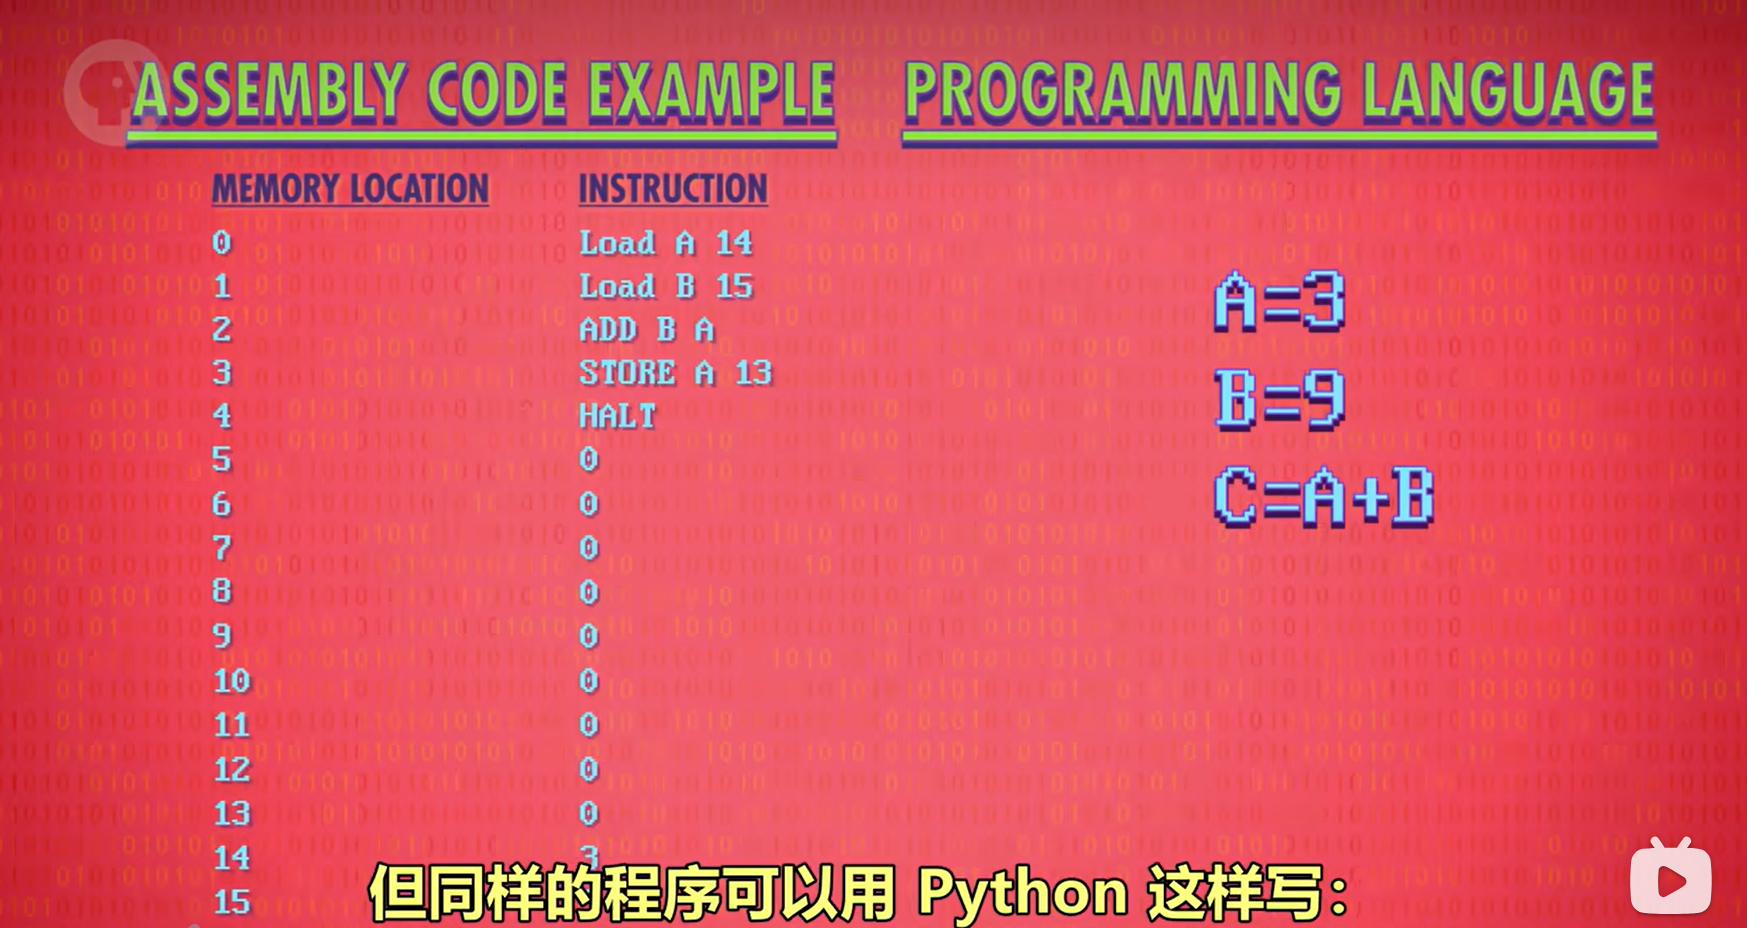 ASSEMBLY CODE EXAMPLE
MEMORY LOCATION INSTRUCTION
0 Load A 14
1 Load B 15
2 ADD B A
3 STORE A 13
4 HALT
5 0
6 0
7 0
8 0
9 0
10 0
11 0
12 0
13 0
14 3
15
PROGRAMMING LANGUAGE
A=3
B=9
C=A+B
但同样的程序可以用 Python 这样写：